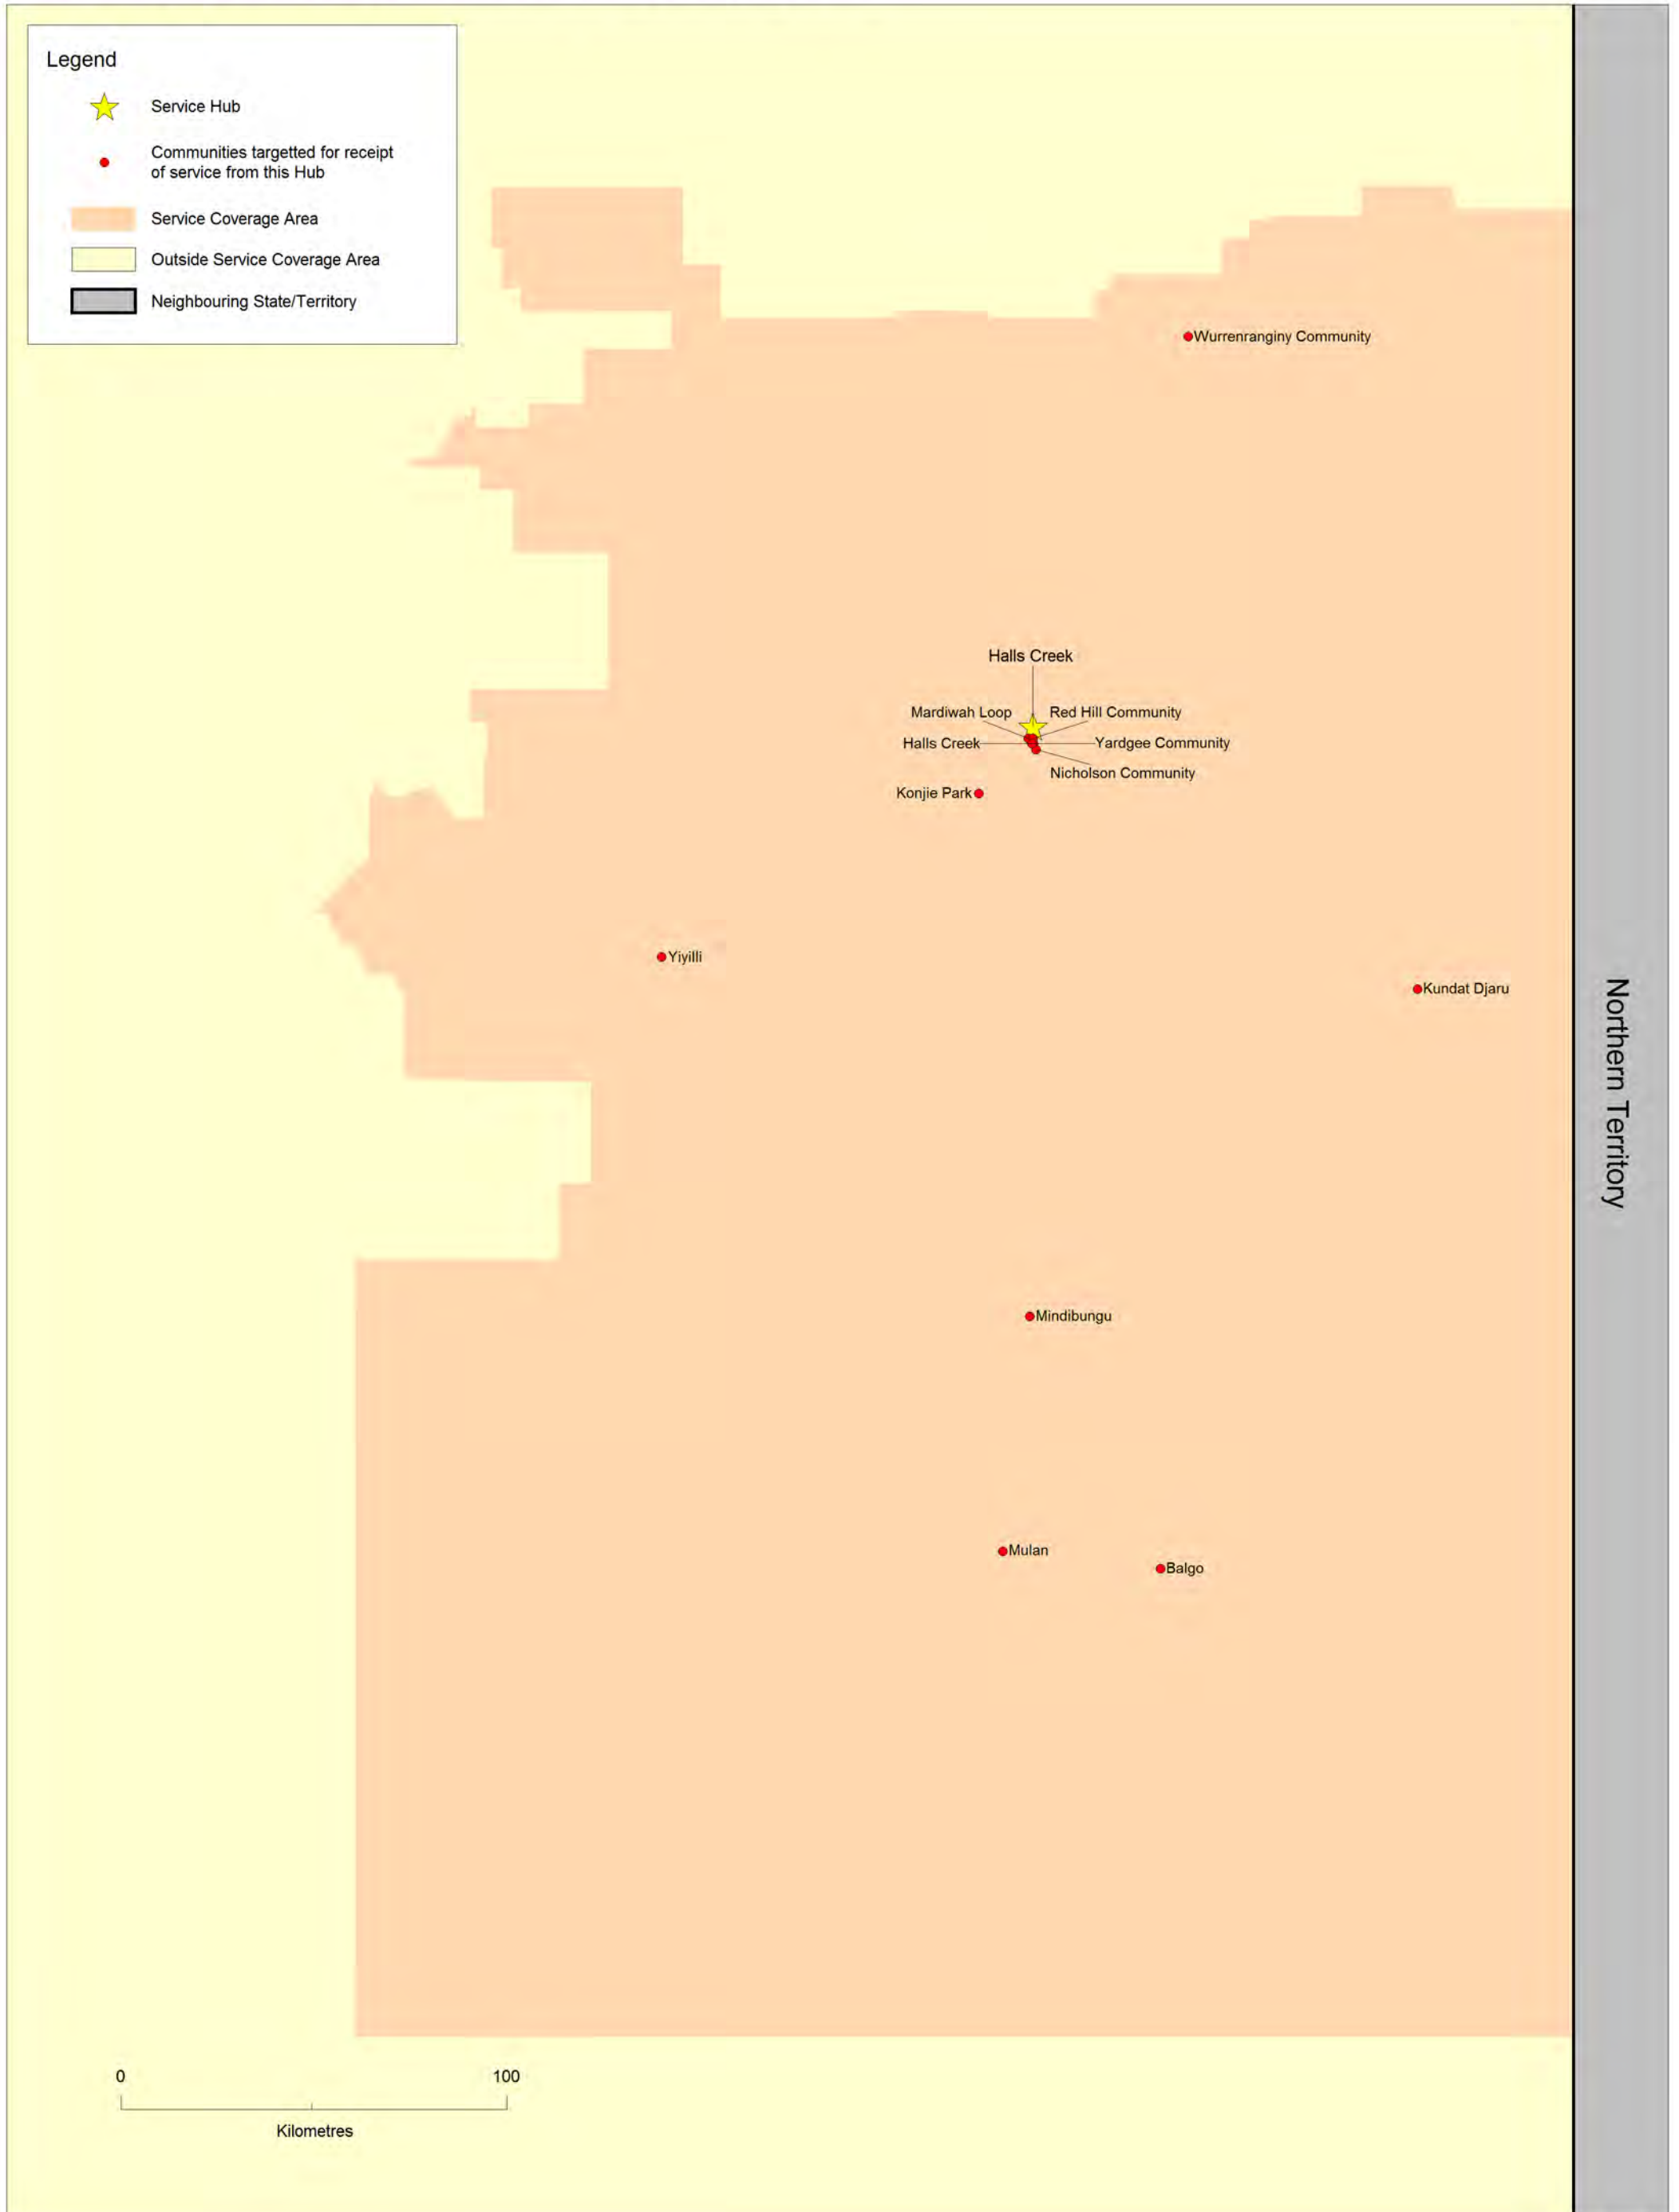 Legend
Service Hub
Communities targetted for receipt
of service from this Hub
Service Coverage Area
Outside Service Coverage Area
Neighbouring State/Territory
Wurrenranginy Community
Halls Creek
Mardiwah Loop
Red Hill Community
Halls Creek
Yardgee Community
Nicholson Community
Konjie Park
Yiyilli
Kundat Djaru
Northern Territory
Mindibungu
Mulan
Balgo
0
100
Kilometres